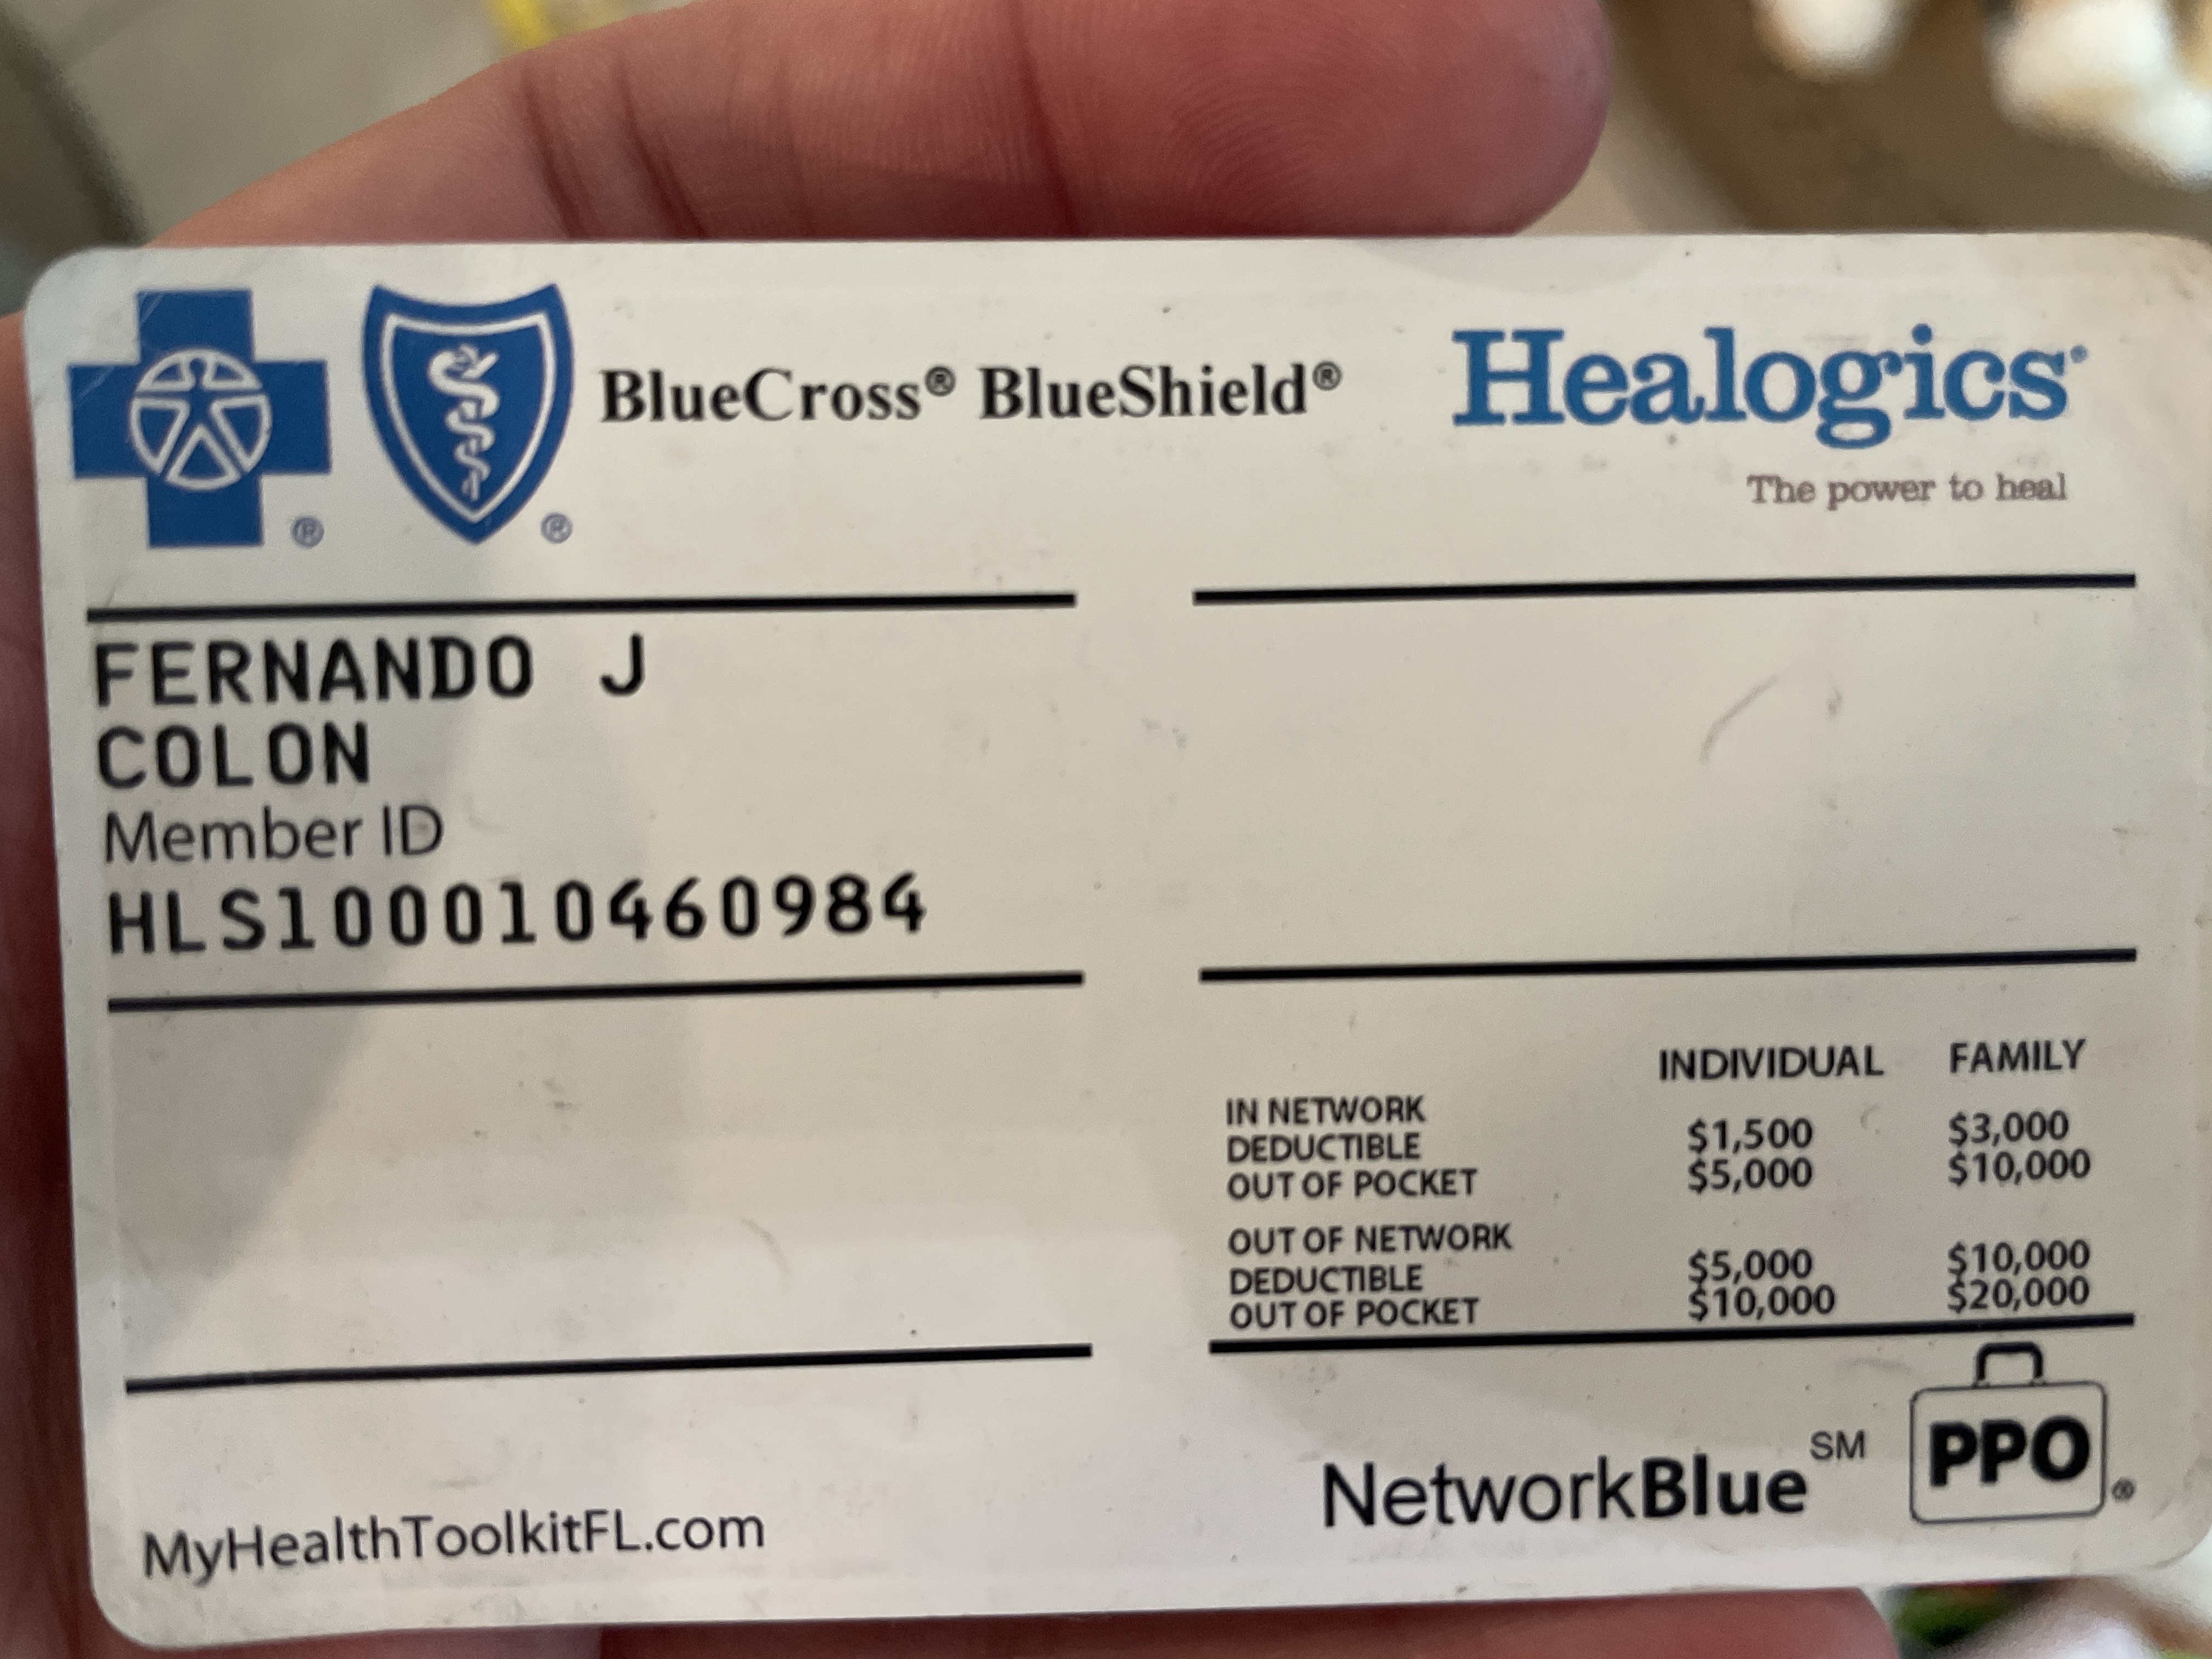 BlueCross® BlueShield®
Healogics®
The power to heal
® ®
FERNANDO J
COLON
Member ID
HLS100010460984
INDIVIDUAL FAMILY
IN NETWORK
DEDUCTIBLE $1,500 $3,000
OUT OF POCKET $5,000 $10,000
OUT OF NETWORK
DEDUCTIBLE $5,000 $10,000
OUT OF POCKET $10,000 $20,000
MyHealthToolkitFL.com
NetworkBlue℠
PPO®